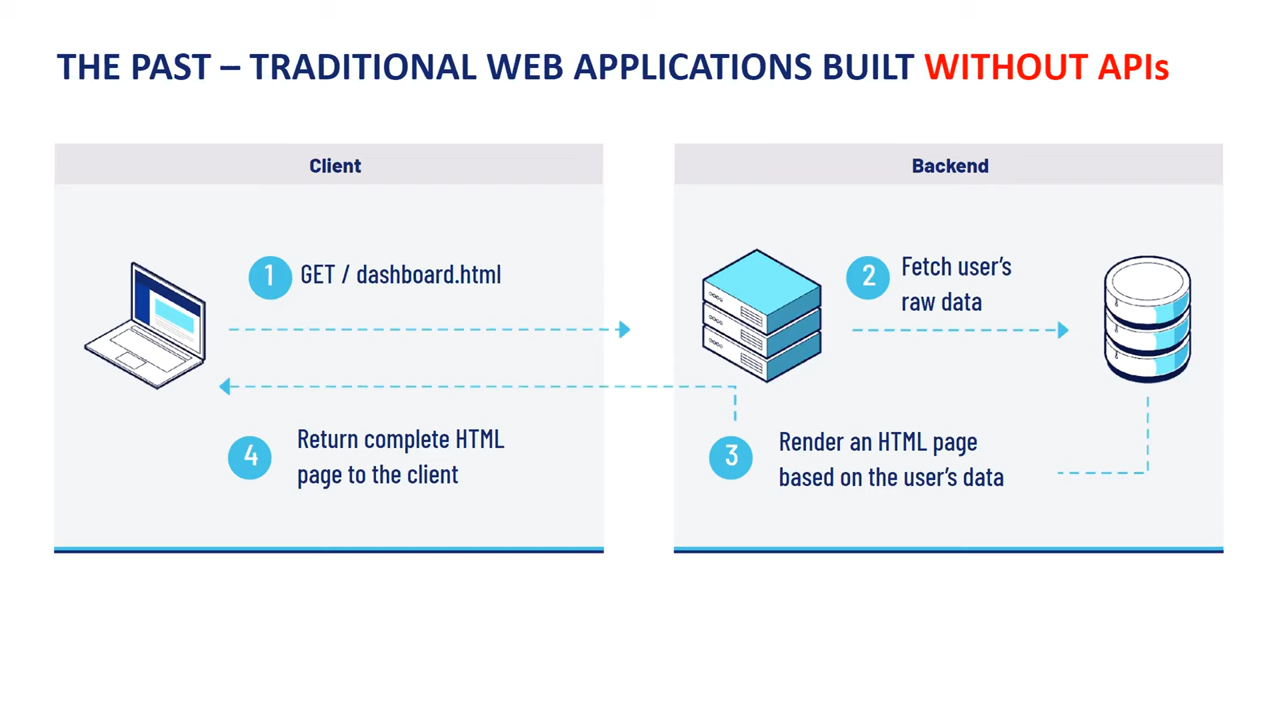 THE PAST – TRADITIONAL WEB APPLICATIONS BUILT WITHOUT APIs
Client
1
GET / dashboard.html
4
Return complete HTML
page to the client
Backend
2
Fetch user’s
raw data
3
Render an HTML page
based on the user’s data